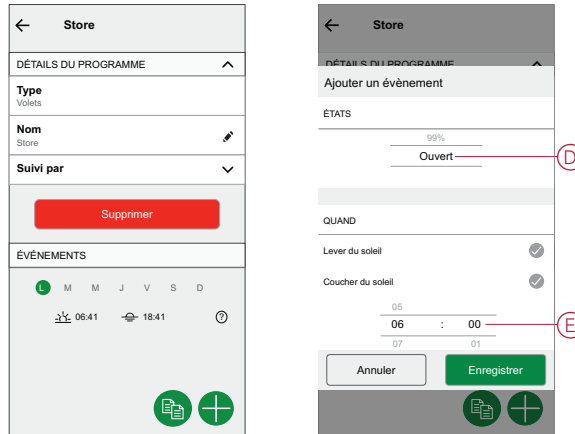 Store
DÉTAILS DU PROGRAMME
Type
Volets
Nom
Store
Suivi par
Supprimer
ÉVÉNEMENTS
L M M J V S D
06:41 18:41 ?
Store
DÉTAILS DU PROGRAMME
Ajouter un évènement
ÉTATS
99%
Ouvert D
QUAND
Lever du soleil
Coucher du soleil
05
06 : 00 E
07 01
Annuler Enregistrer